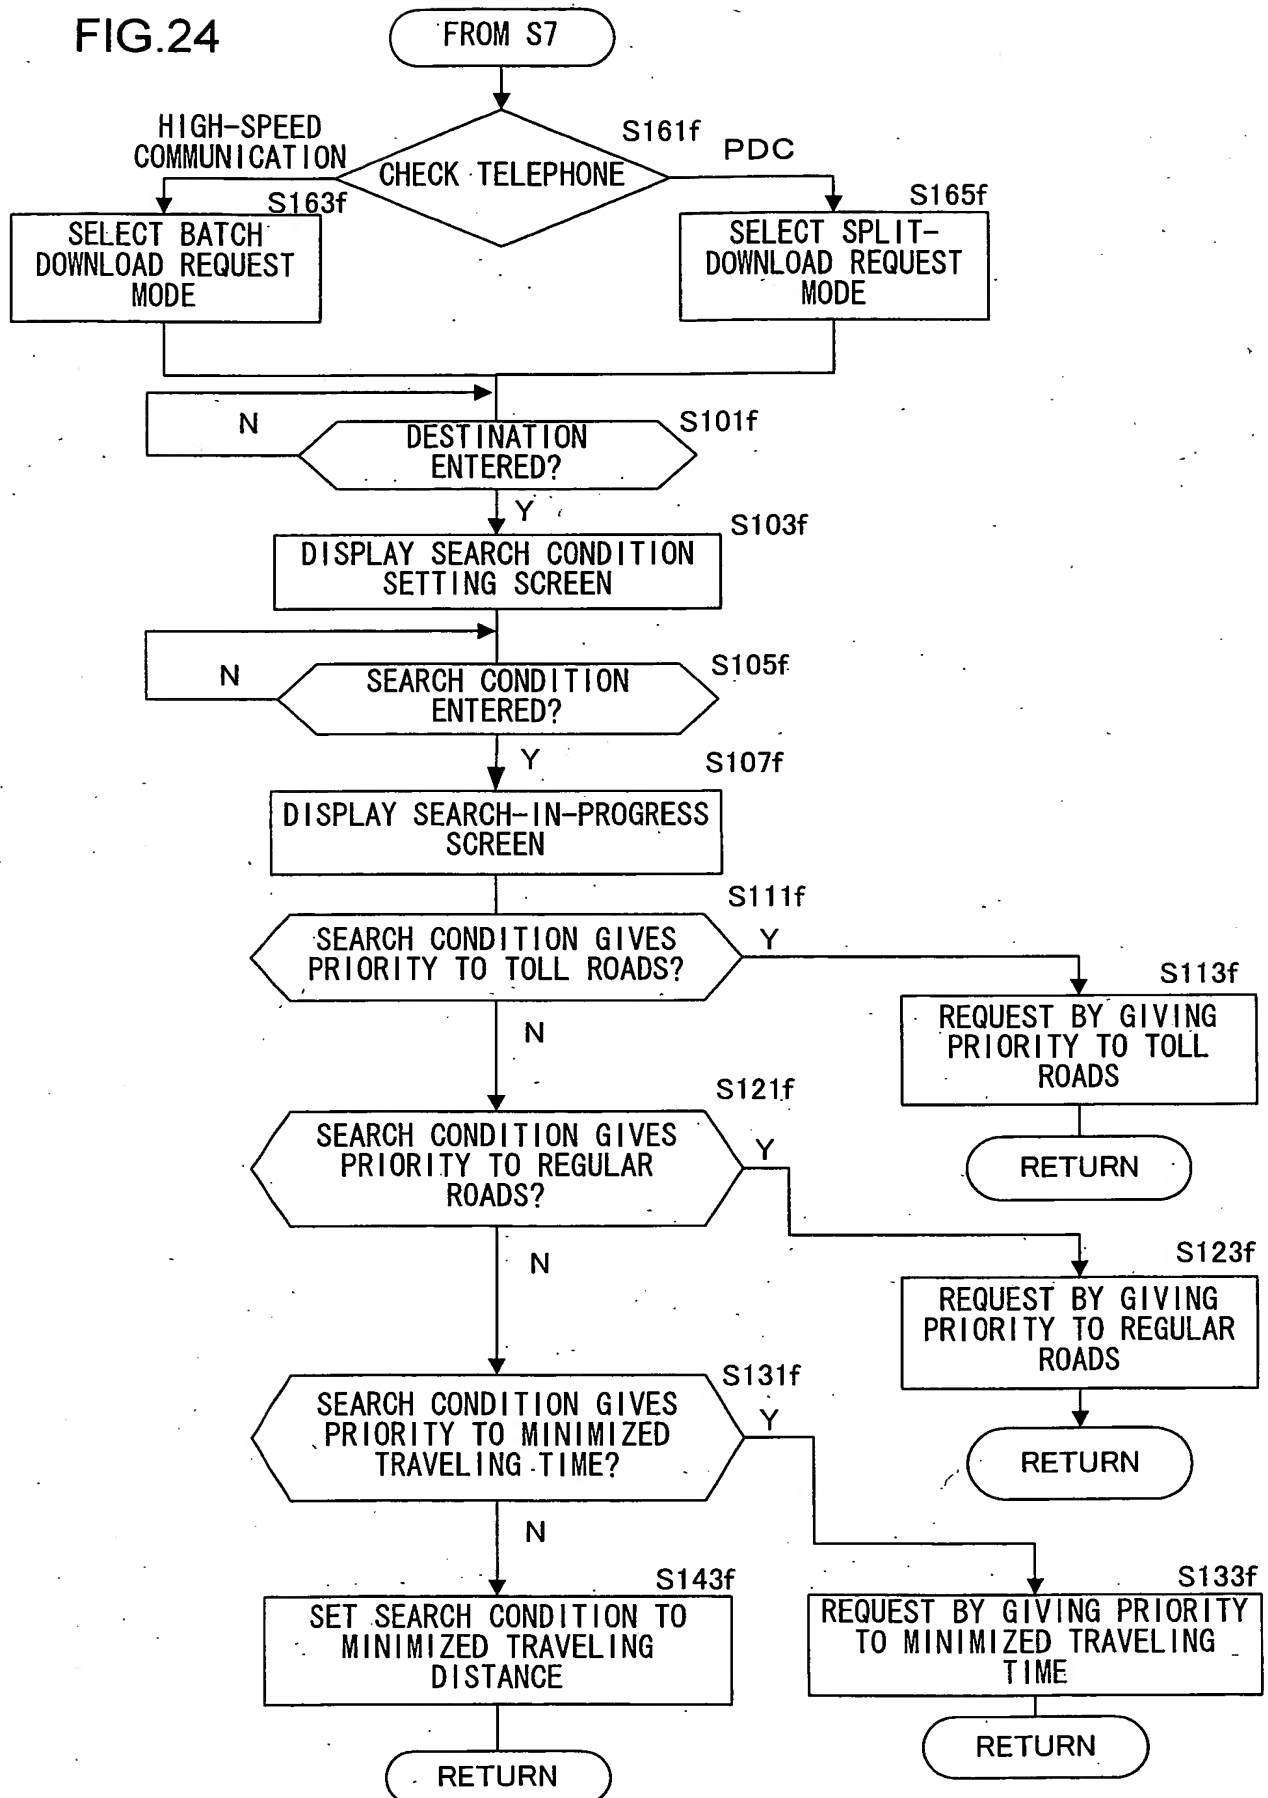 FIG.24
FROM S7
S161f
HIGH-SPEED
COMMUNICATION
CHECK TELEPHONE
PDC
S163f
SELECT BATCH
DOWNLOAD REQUEST
MODE
S165f
SELECT SPLIT-
DOWNLOAD REQUEST
MODE
N
S101f
DESTINATION
ENTERED?
Y
S103f
DISPLAY SEARCH CONDITION
SETTING SCREEN
N
S105f
SEARCH CONDITION
ENTERED?
Y
S107f
DISPLAY SEARCH-IN-PROGRESS
SCREEN
S111f
SEARCH CONDITION GIVES
PRIORITY TO TOLL ROADS?
Y
S113f
REQUEST BY GIVING
PRIORITY TO TOLL
ROADS
RETURN
N
S121f
SEARCH CONDITION GIVES
PRIORITY TO REGULAR
ROADS?
Y
S123f
REQUEST BY GIVING
PRIORITY TO REGULAR
ROADS
RETURN
N
S131f
SEARCH CONDITION GIVES
PRIORITY TO MINIMIZED
TRAVELING TIME?
Y
S133f
REQUEST BY GIVING PRIORITY
TO MINIMIZED TRAVELING
TIME
RETURN
N
S143f
SET SEARCH CONDITION TO
MINIMIZED TRAVELING
DISTANCE
RETURN